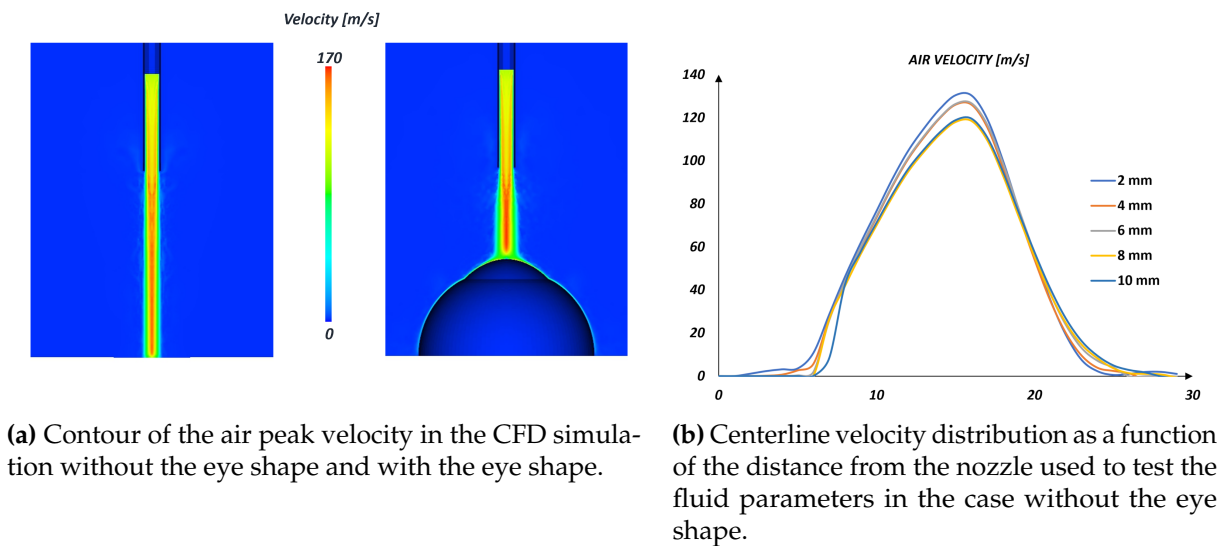 Velocity [m/s]
170
0
AIR VELOCITY [m/s]
140
120
100
80
60
40
20
0
0
10
20
30
2 mm
4 mm
6 mm
8 mm
10 mm
(a) Contour of the air peak velocity in the CFD simula-
tion without the eye shape and with the eye shape.
(b) Centerline velocity distribution as a function
of the distance from the nozzle used to test the
fluid parameters in the case without the eye
shape.